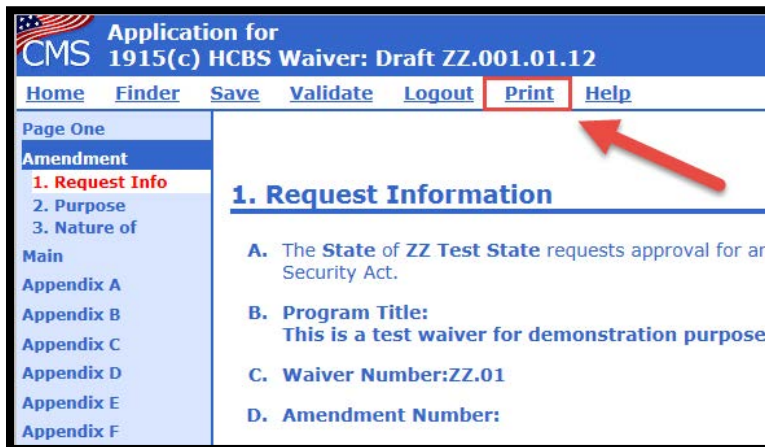 CMS
Application for
1915(c) HCBS Waiver: Draft ZZ.001.01.12
Home Finder Save Validate Logout Print Help
Page One
Amendment
1. Request Info
2. Purpose
3. Nature of
Main
Appendix A
Appendix B
Appendix C
Appendix D
Appendix E
Appendix F
1. Request Information
A. The State of ZZ Test State requests approval for an
Security Act.
B. Program Title:
This is a test waiver for demonstration purpose
C. Waiver Number:ZZ.01
D. Amendment Number: